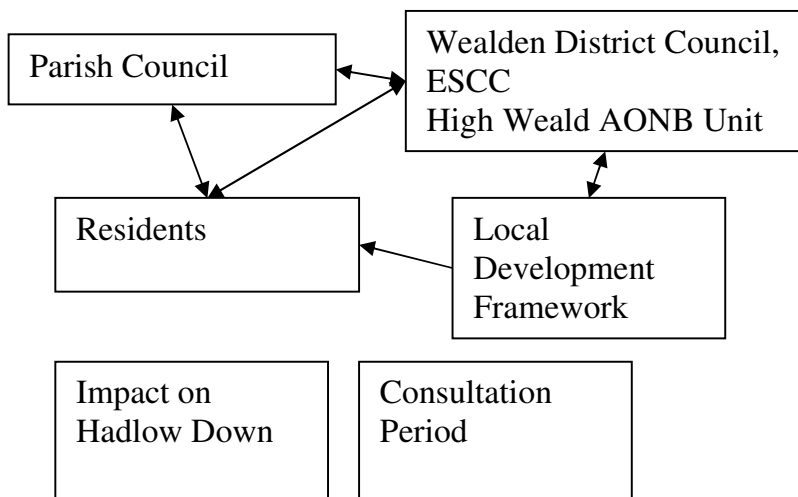 Parish Council
Wealden District Council,
ESCC
High Weald AONB Unit
Residents
Local
Development
Framework
Impact on
Hadlow Down
Consultation
Period